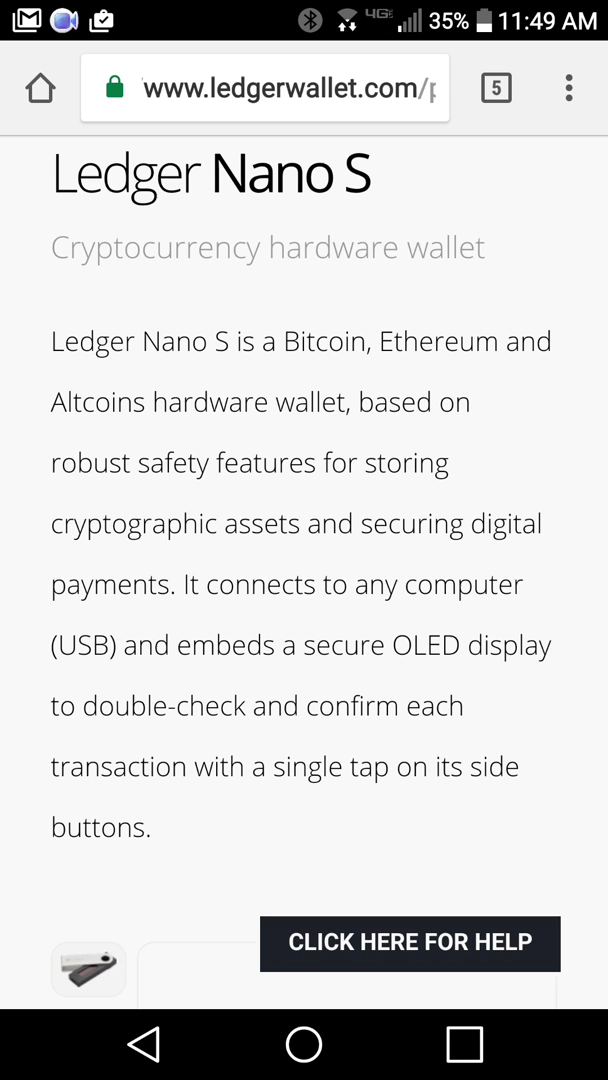 4GE 35% 11:49 AM
www.ledgerwallet.com/p
5
Ledger Nano S
Cryptocurrency hardware wallet
Ledger Nano S is a Bitcoin, Ethereum and
Altcoins hardware wallet, based on
robust safety features for storing
cryptographic assets and securing digital
payments. It connects to any computer
(USB) and embeds a secure OLED display
to double-check and confirm each
transaction with a single tap on its side
buttons.
CLICK HERE FOR HELP